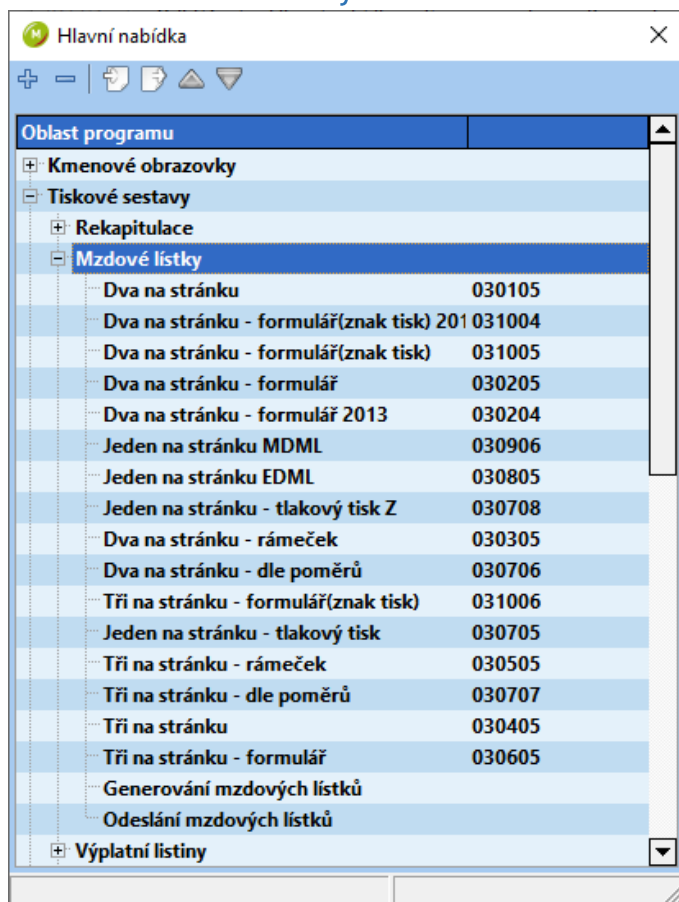 Hlavní nabídka
Oblast programu
Kmenové obrazovky
Tiskové sestavy
Rekapitulace
Mzdové lístky
Dva na stránku 030105
Dva na stránku - formulář(znak tisk) 201 031004
Dva na stránku - formulář(znak tisk) 031005
Dva na stránku - formulář 030205
Dva na stránku - formulář 2013 030204
Jeden na stránku MDML 030906
Jeden na stránku EDML 030805
Jeden na stránku - tlakový tisk Z 030708
Dva na stránku - rámeček 030305
Dva na stránku - dle poměrů 030706
Tři na stránku - formulář(znak tisk) 031006
Jeden na stránku - tlakový tisk 030705
Tři na stránku - rámeček 030505
Tři na stránku - dle poměrů 030707
Tři na stránku 030405
Tři na stránku - formulář 030605
Generování mzdových lístků
Odeslání mzdových lístků
Výplatní listiny